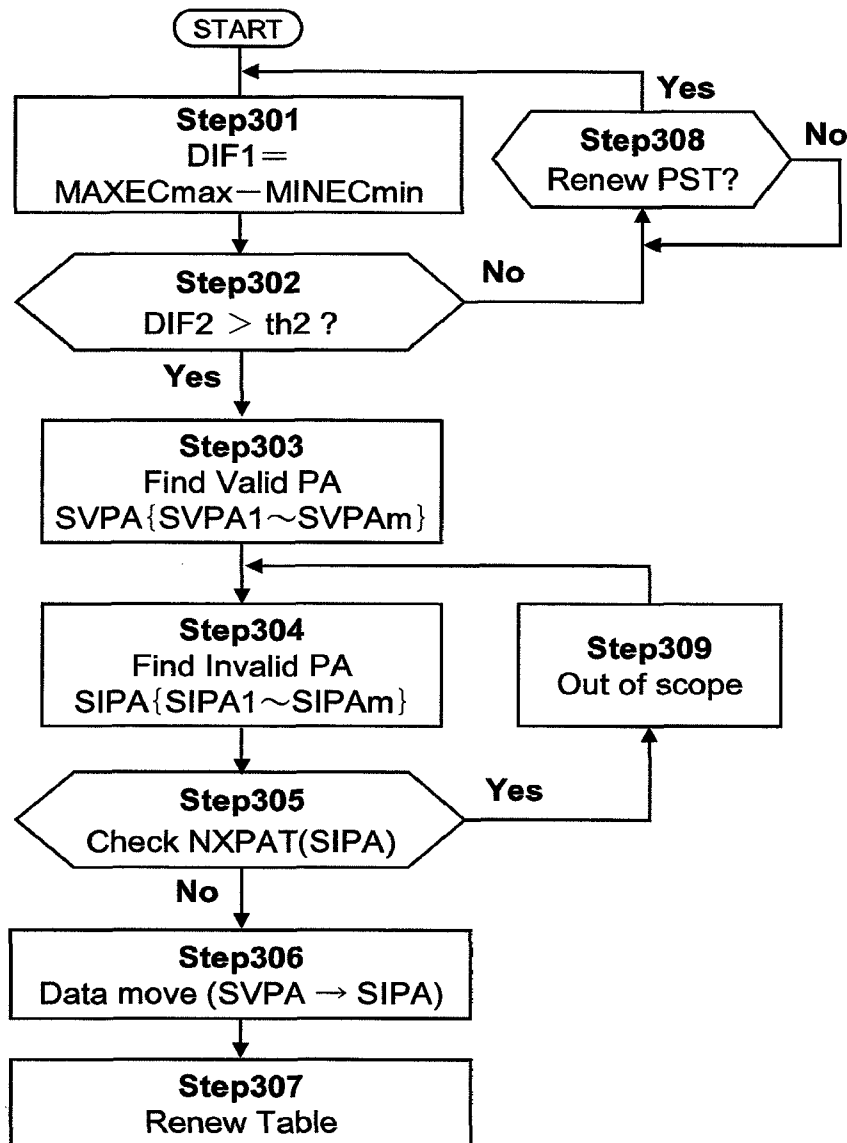 START
Yes
Step301
DIF1=
MAXECmax−MINECmin
Step308
Renew PST?
No
Step302
DIF2 > th2 ?
No
Yes
Step303
Find Valid PA
SVPA{SVPA1~SVPAm}
Step304
Find Invalid PA
SIPA{SIPA1~SIPAm}
Step309
Out of scope
Step305
Check NXPAT(SIPA)
Yes
No
Step306
Data move (SVPA → SIPA)
Step307
Renew Table